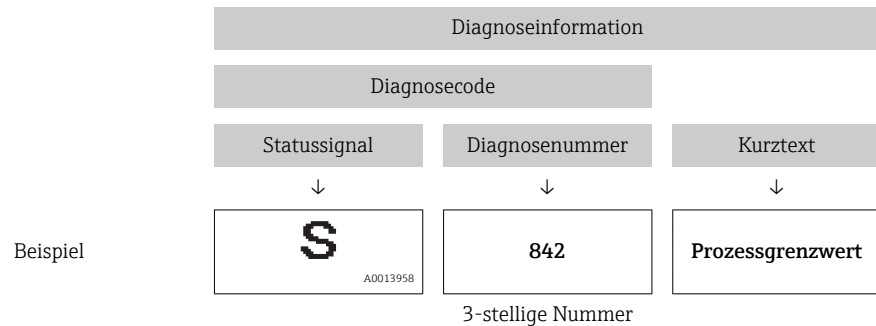 Diagnoseinformation
Diagnosecode
Statussignal Diagnosenummer Kurztext
↓ ↓ ↓
Beispiel S 842 Prozessgrenzwert
A0013958
3-stellige Nummer